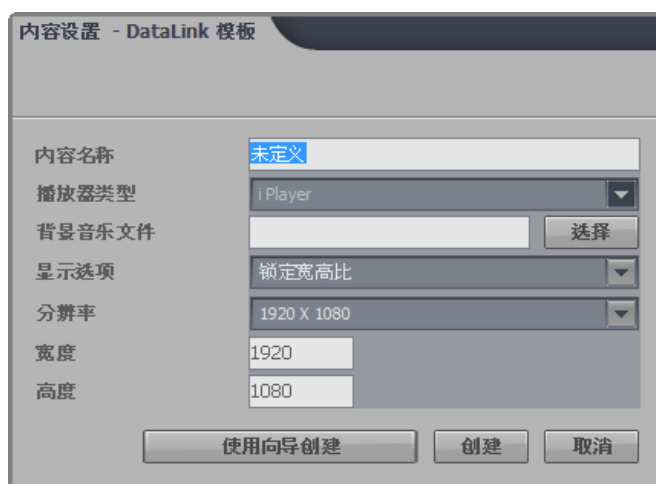 内容设置 - DataLink 模板
内容名称 未定义
播放器类型 i Player
背景音乐文件 选择
显示选项 锁定宽高比
分辨率 1920 X 1080
宽度 1920
高度 1080
使用向导创建 创建 取消